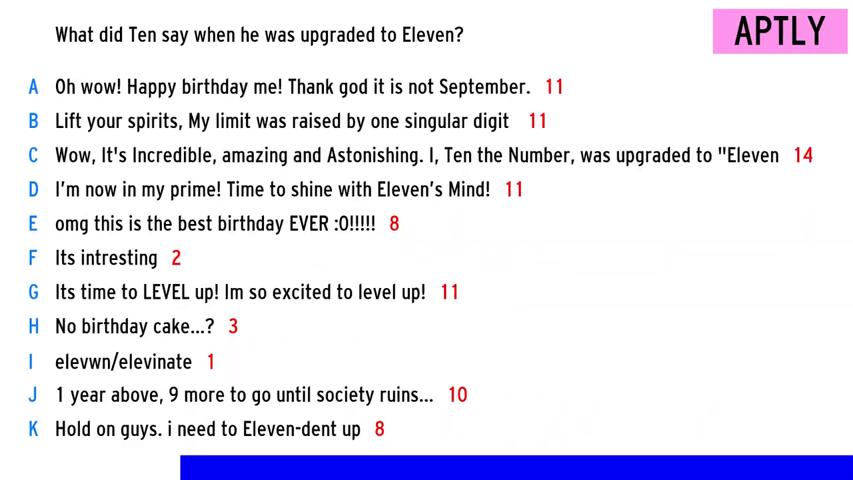 What did Ten say when he was upgraded to Eleven?
APTLY
A Oh wow! Happy birthday me! Thank god it is not September. 11
B Lift your spirits, My limit was raised by one singular digit 11
C Wow, It's Incredible, amazing and Astonishing. I, Ten the Number, was upgraded to "Eleven 14
D I'm now in my prime! Time to shine with Eleven's Mind! 11
E omg this is the best birthday EVER :0!!!!! 8
F Its intresting 2
G Its time to LEVEL up! Im so excited to level up! 11
H No birthday cake...? 3
I elevwn/elevinate 1
J 1 year above, 9 more to go until society ruins... 10
K Hold on guys. i need to Eleven-dent up 8